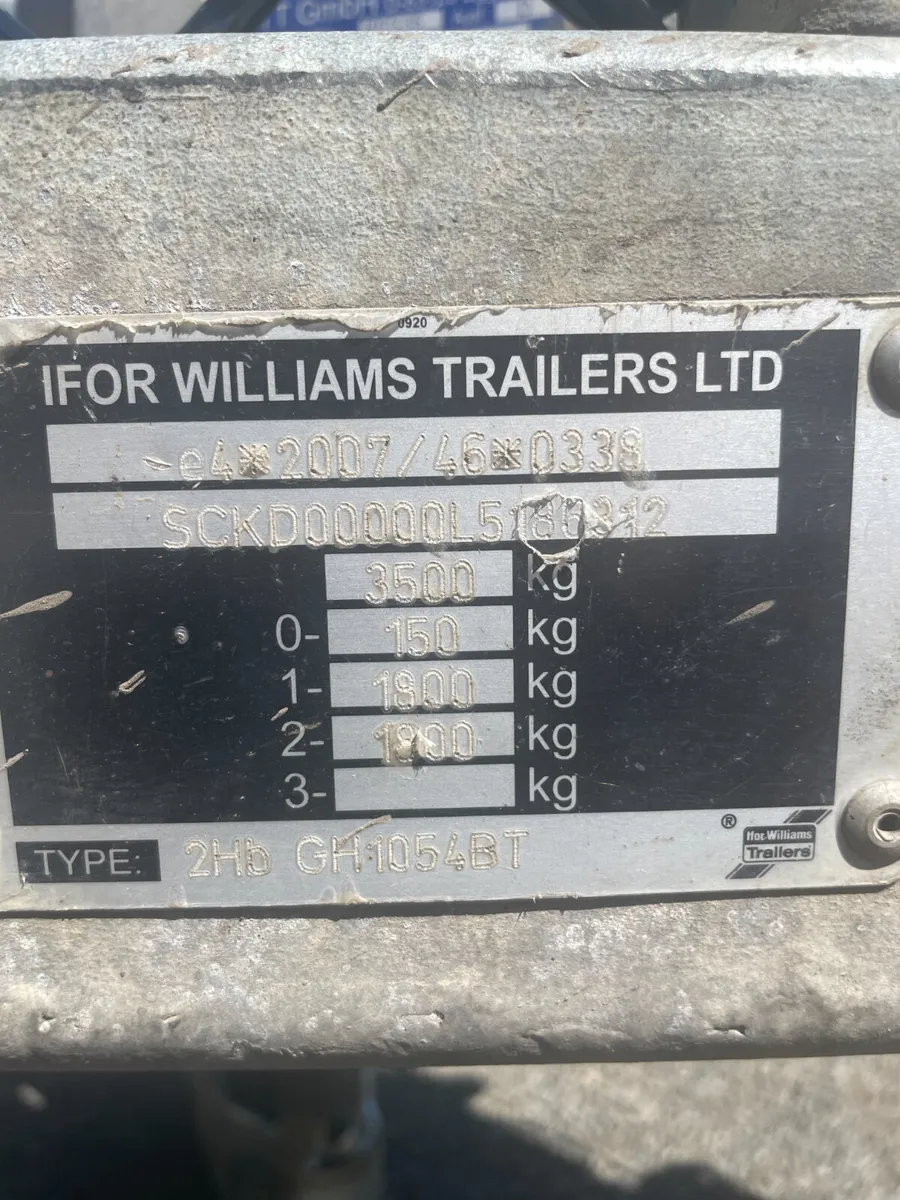 GmbH
0920
IFOR WILLIAMS TRAILERS LTD
e4*2007/46*0338
3500 kg
0- 150 kg
1- 1800 kg
2- 1800 kg
3- kg
TYPE: 2Hb GH1054BT
®
Ifor Williams
Trailers